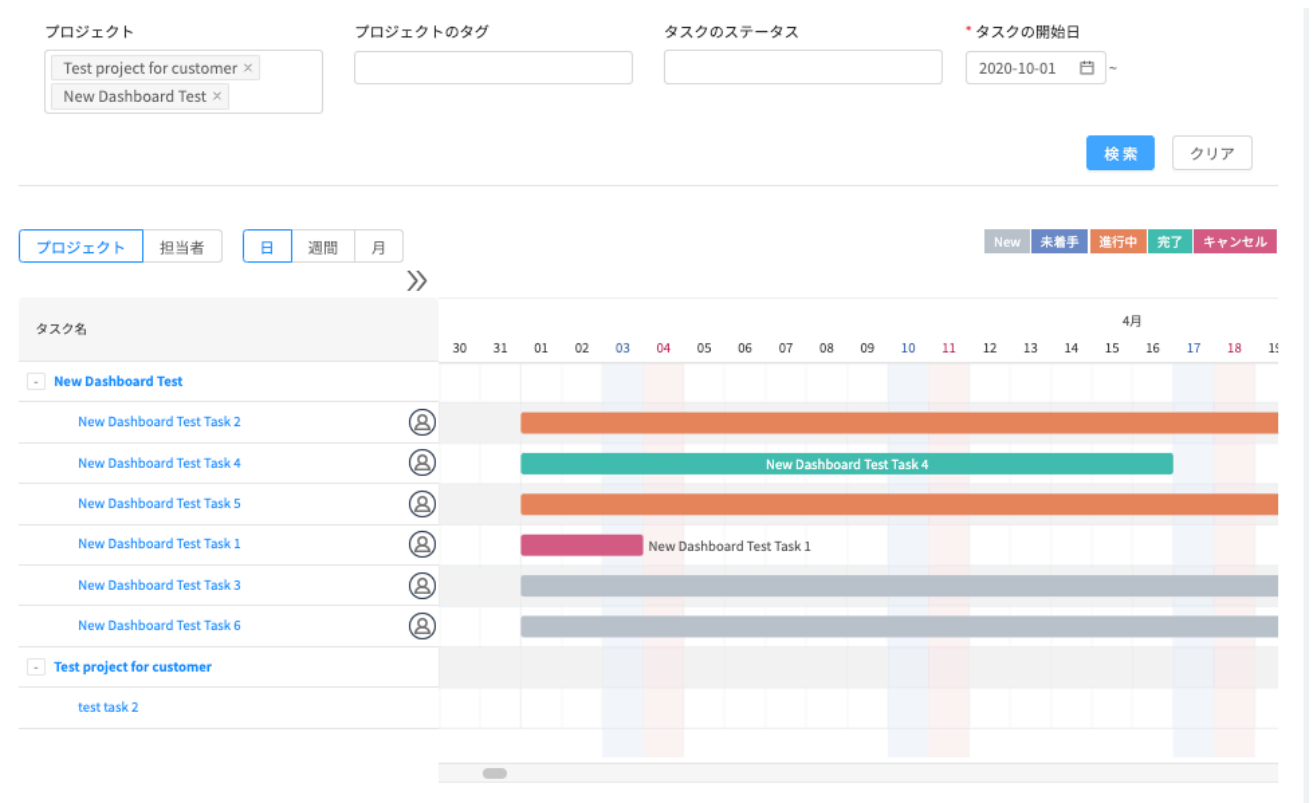 プロジェクト
プロジェクトのタグ
タスクのステータス
* タスクの開始日
Test project for customer ×
New Dashboard Test ×
2020-10-01 ~
検索
クリア
プロジェクト
担当者
日
週間
月
New
未着手
進行中
完了
キャンセル
タスク名
4月
30 31 01 02 03 04 05 06 07 08 09 10 11 12 13 14 15 16 17 18
- New Dashboard Test
New Dashboard Test Task 2
New Dashboard Test Task 4
New Dashboard Test Task 4
New Dashboard Test Task 5
New Dashboard Test Task 1
New Dashboard Test Task 1
New Dashboard Test Task 3
New Dashboard Test Task 6
- Test project for customer
test task 2